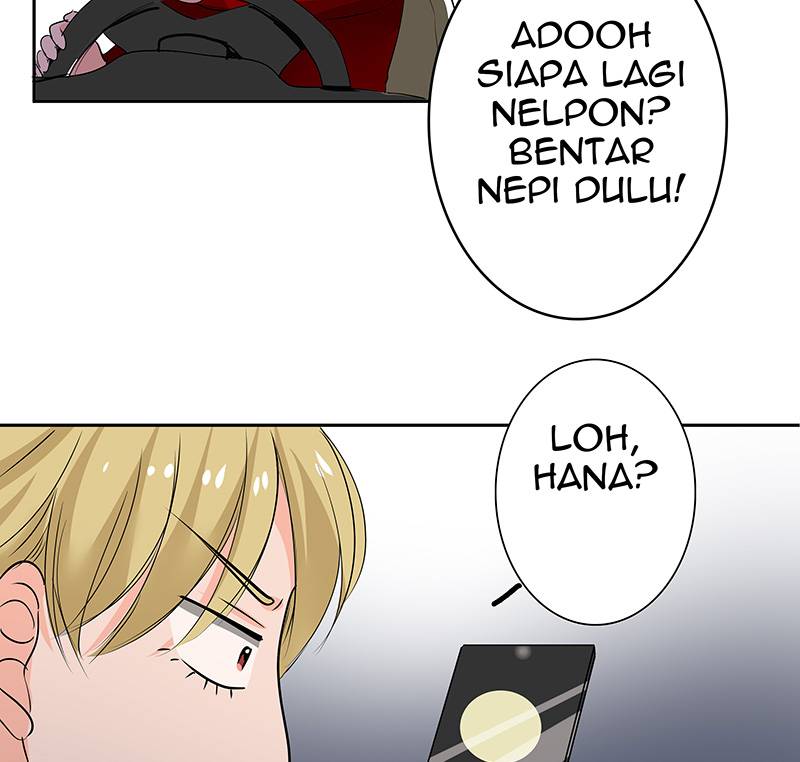 ADOOH
SIAPA LAGI
NELPON?
BENTAR
NEPI DULU!
LOH,
HANA?